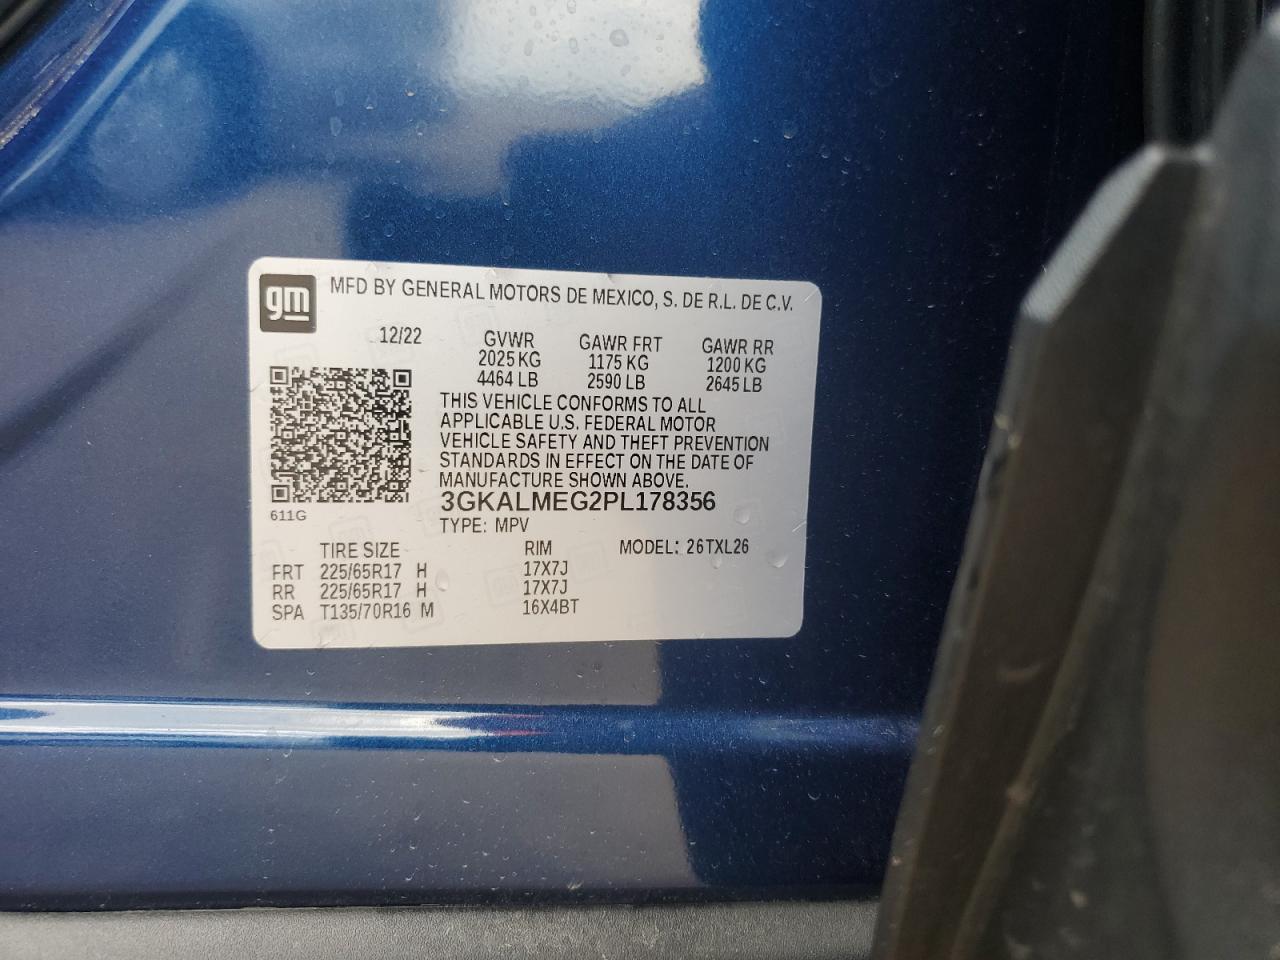 gm
MFD BY GENERAL MOTORS DE MEXICO, S. DE R.L. DE C.V.
12/22 GVWR GAWR FRT GAWR RR
2025 KG 1175 KG 1200 KG
4464 LB 2590 LB 2645 LB
THIS VEHICLE CONFORMS TO ALL
APPLICABLE U.S. FEDERAL MOTOR
VEHICLE SAFETY AND THEFT PREVENTION
STANDARDS IN EFFECT ON THE DATE OF
MANUFACTURE SHOWN ABOVE.
3GKALMEG2PL178356
611G
TYPE: MPV
TIRE SIZE RIM MODEL: 26TXL26
FRT 225/65R17 H 17X7J
RR 225/65R17 H 17X7J
SPA T135/70R16 M 16X4BT